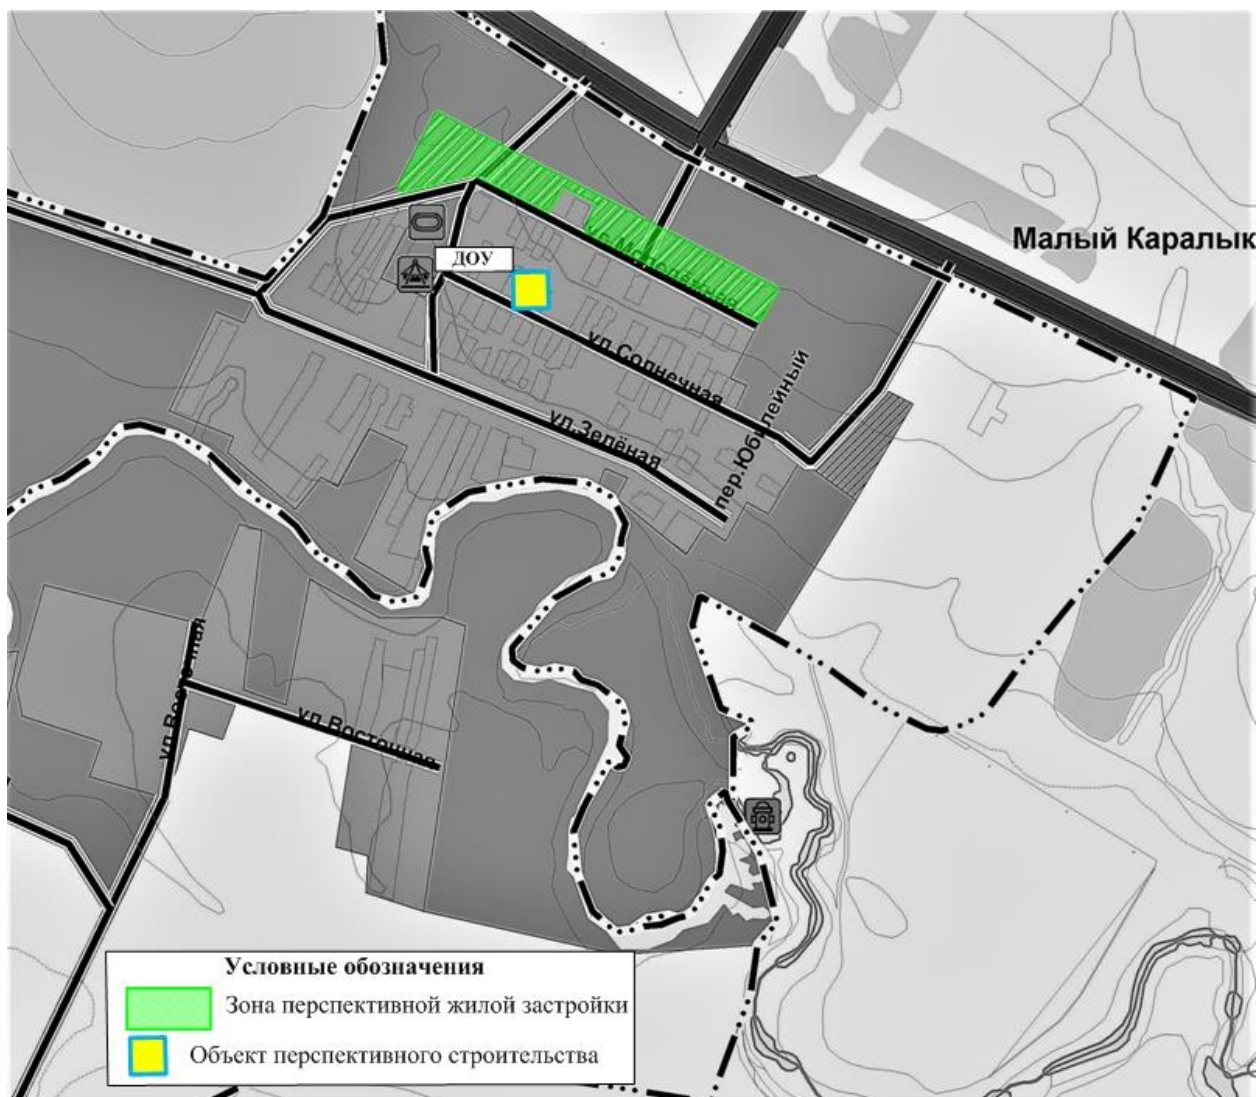 Малый Каралык
ДОУ
ул.Солнечная
ул.Зелёная
пер.Юбилейный
ул.Восточная
ул.Восточная
Условные обозначения
Зона перспективной жилой застройки
Объект перспективного строительства